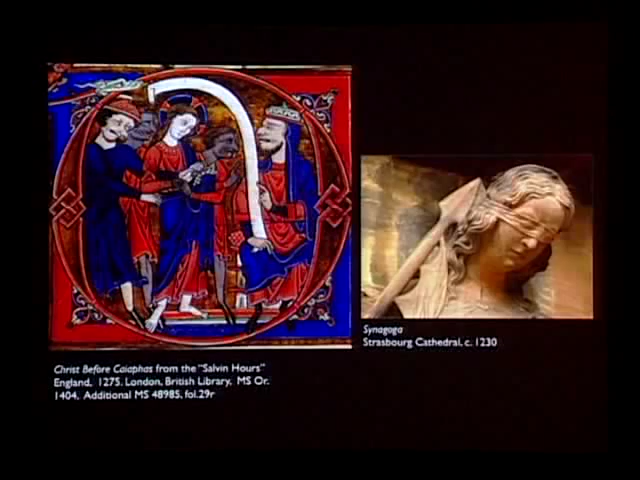 Christ Before Caiaphas from the "Salvin Hours"
England, 1275. London, British Library, MS Or.
1404, Additional MS 48985, fol.29r
Synagoga
Strasbourg Cathedral, c. 1230